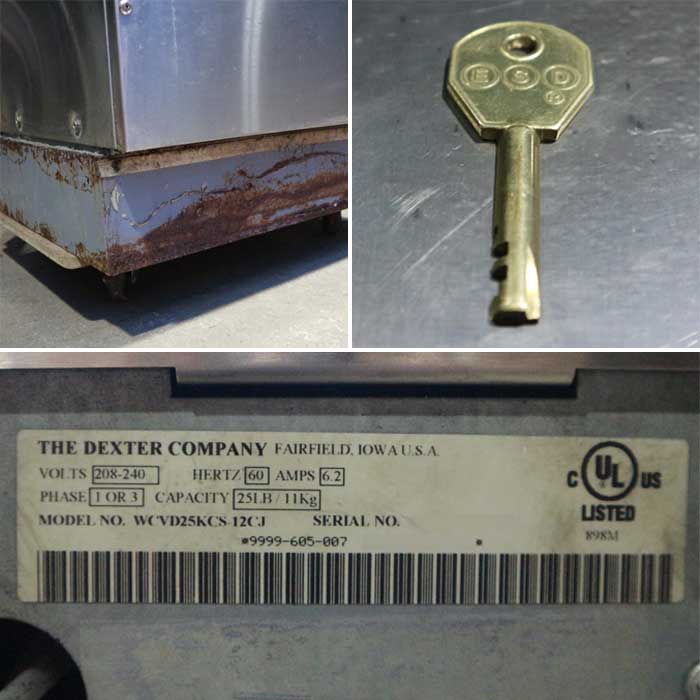 ESD
®
THE DEXTER COMPANY FAIRFIELD, IOWA U.S.A.
VOLTS 208-240 HERTZ 60 AMPS 6.2
PHASE 1 OR 3 CAPACITY 25LB / 11Kg
MODEL NO. WCVD25KCS-12CJ SERIAL NO.
*9999-605-007 *
C UL US
LISTED
898M